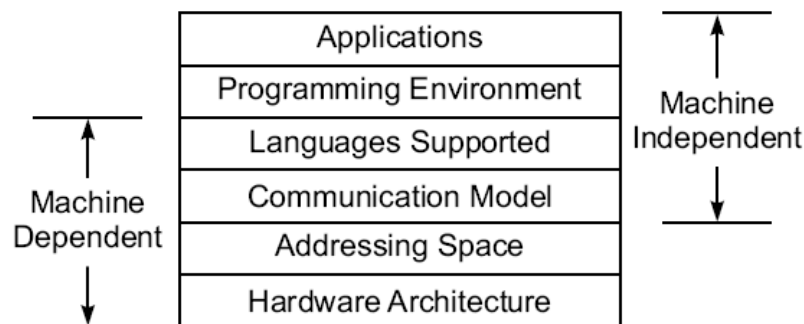 Applications
Programming Environment
Languages Supported
Communication Model
Addressing Space
Hardware Architecture
Machine
Dependent
Machine
Independent